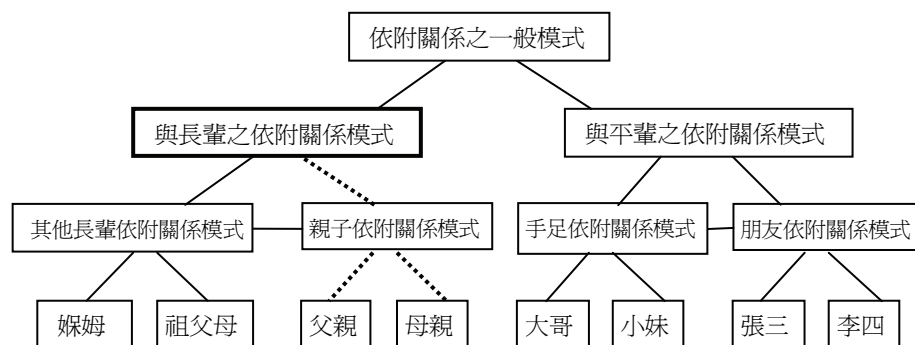 依附關係之一般模式
與長輩之依附關係模式
與平輩之依附關係模式
其他長輩依附關係模式
親子依附關係模式
手足依附關係模式
朋友依附關係模式
媬姆
祖父母
父親
母親
大哥
小妹
張三
李四